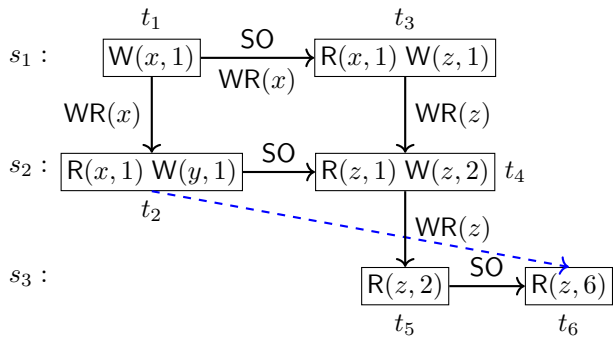 t₁ t₃
s₁ : W(x, 1) SO R(x, 1) W(z, 1)
WR(x)
WR(x) WR(z)
s₂ : R(x, 1) W(y, 1) SO R(z, 1) W(z, 2) t₄
t₂
WR(z)
s₃ : R(z, 2) SO R(z, 6)
t₅ t₆